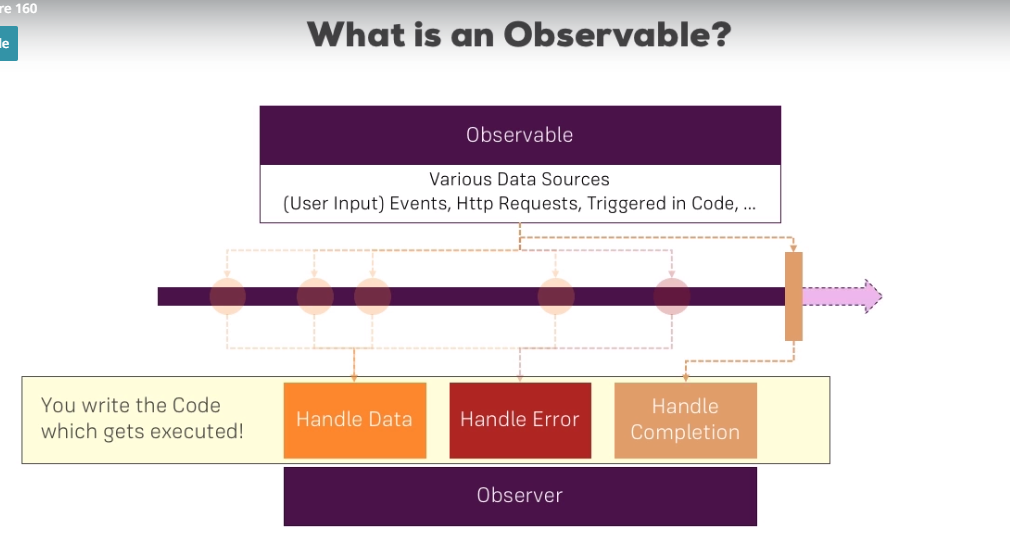 re 160
le
What is an Observable?
Observable
Various Data Sources
(User Input) Events, Http Requests, Triggered in Code, ...
You write the Code
which gets executed!
Handle Data
Handle Error
Handle
Completion
Observer